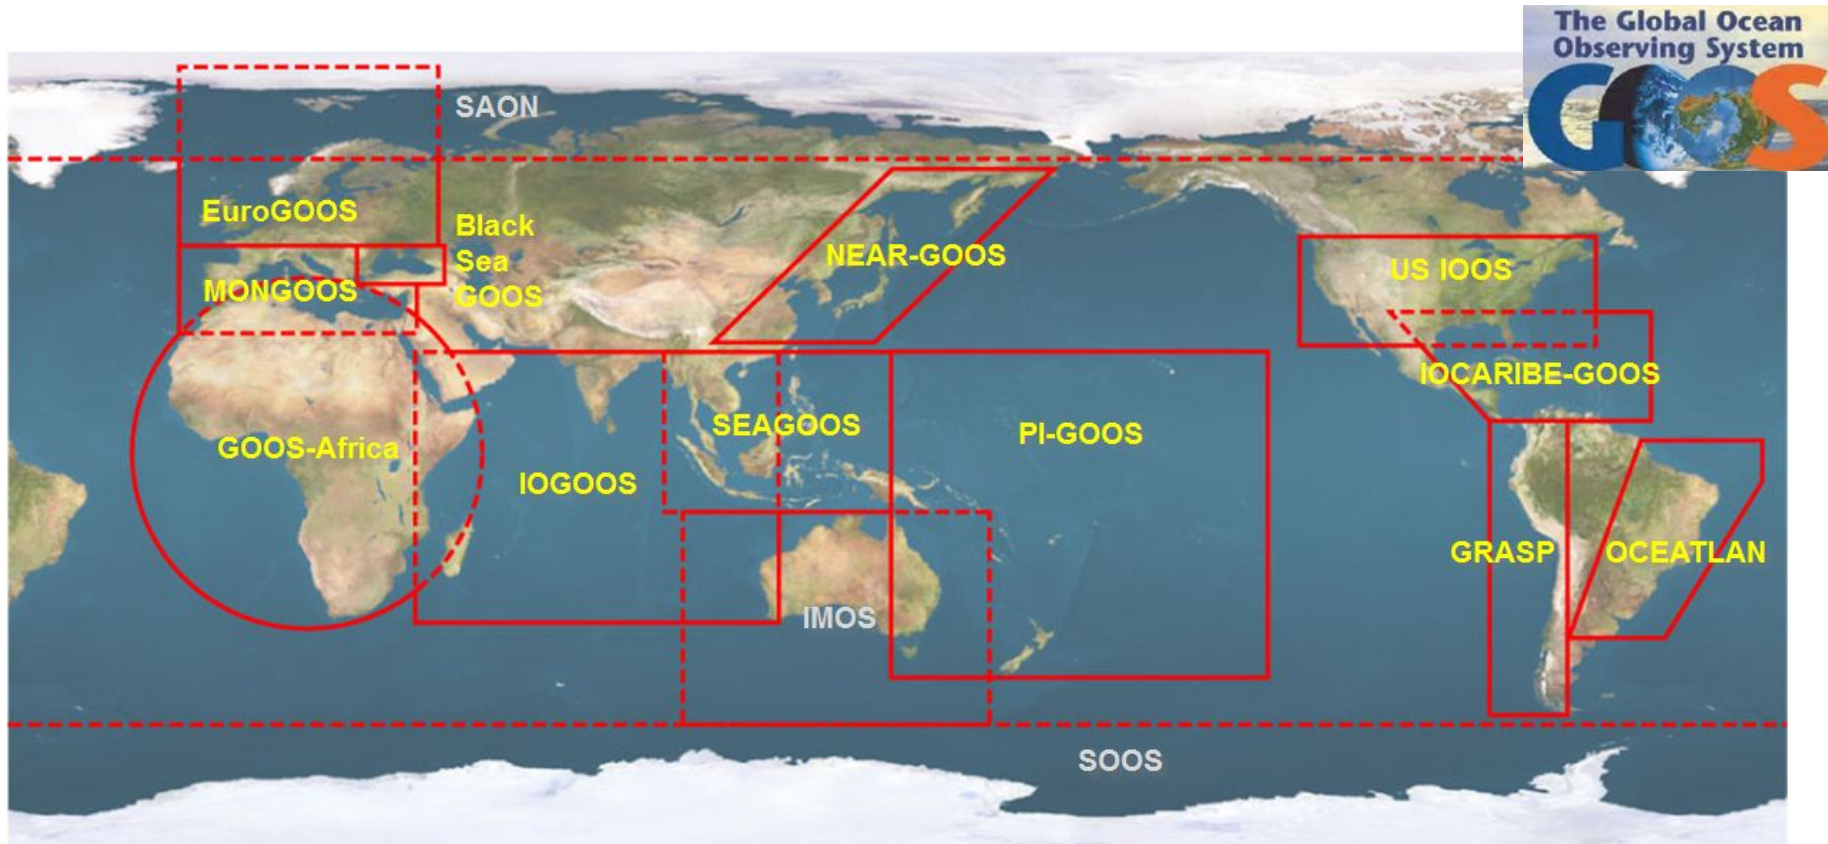 The Global Ocean
Observing System
GOOS
SAON
EuroGOOS
Black
Sea
GOOS
NEAR-GOOS
US IOOS
MONGOOS
IOCARIBE-GOOS
SEAGOOS
PI-GOOS
GOOS-Africa
IOGOOS
GRASP
OCEATLAN
IMOS
SOOS